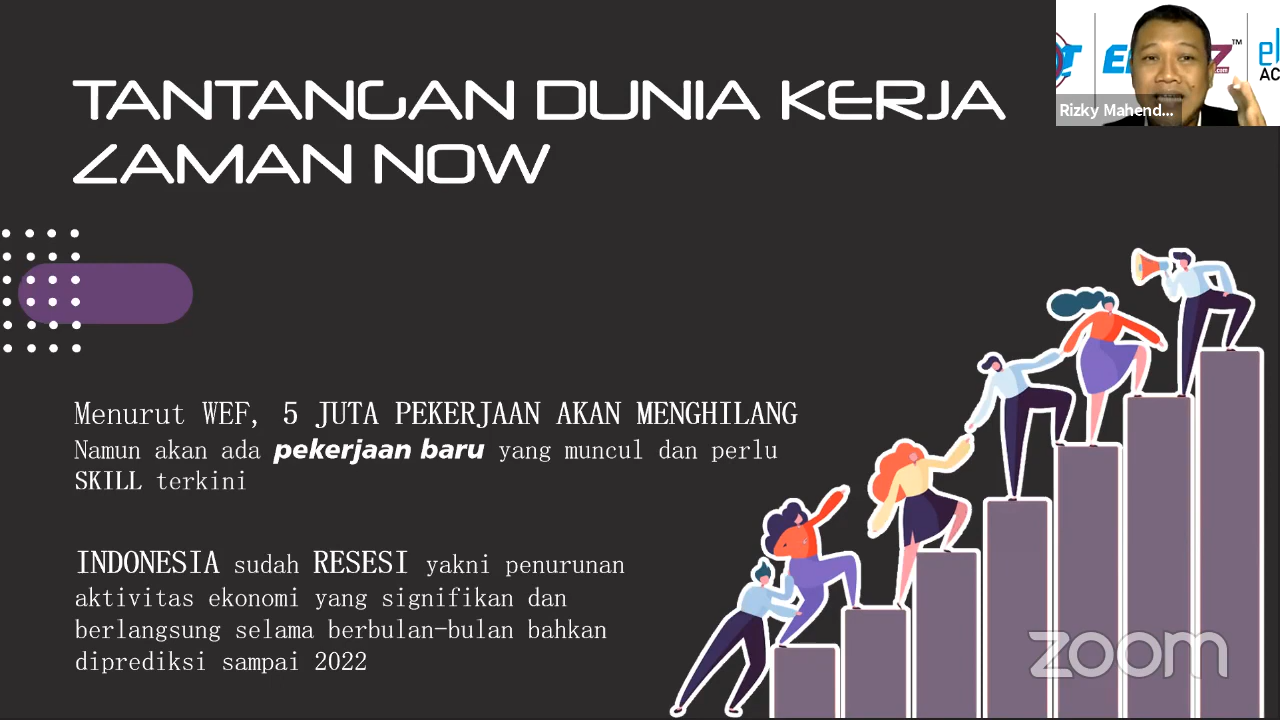 TANTANGAN DUNIA KERJA
ZAMAN NOW
Rizky Mahend...
Menurut WEF, 5 JUTA PEKERJAAN AKAN MENGHILANG
Namun akan ada pekerjaan baru yang muncul dan perlu
SKILL terkini
INDONESIA sudah RESESI yakni penurunan
aktivitas ekonomi yang signifikan dan
berlangsung selama berbulan-bulan bahkan
diprediksi sampai 2022
zoom